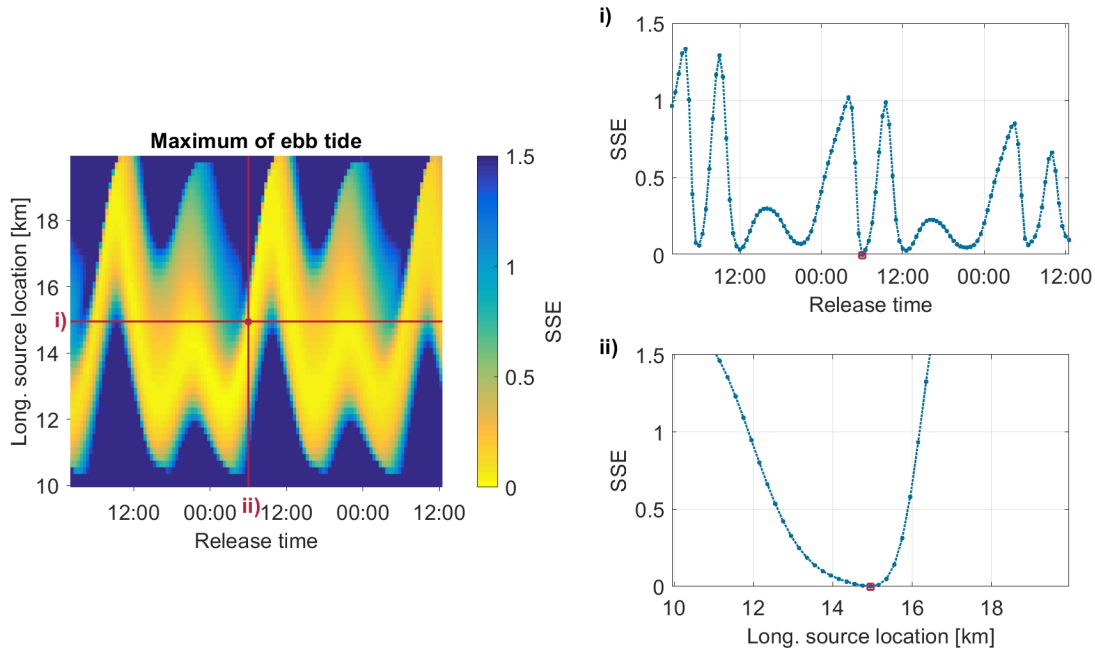 Maximum of ebb tide
Long. source location [km]
18
16
14
12
10
i)
ii)
12:00
00:00
12:00
00:00
12:00
Release time
1.5
1
0.5
0
SSE
i)
1.5
1
0.5
0
SSE
12:00
00:00
12:00
00:00
12:00
Release time
ii)
1.5
1
0.5
0
SSE
10
12
14
16
18
Long. source location [km]